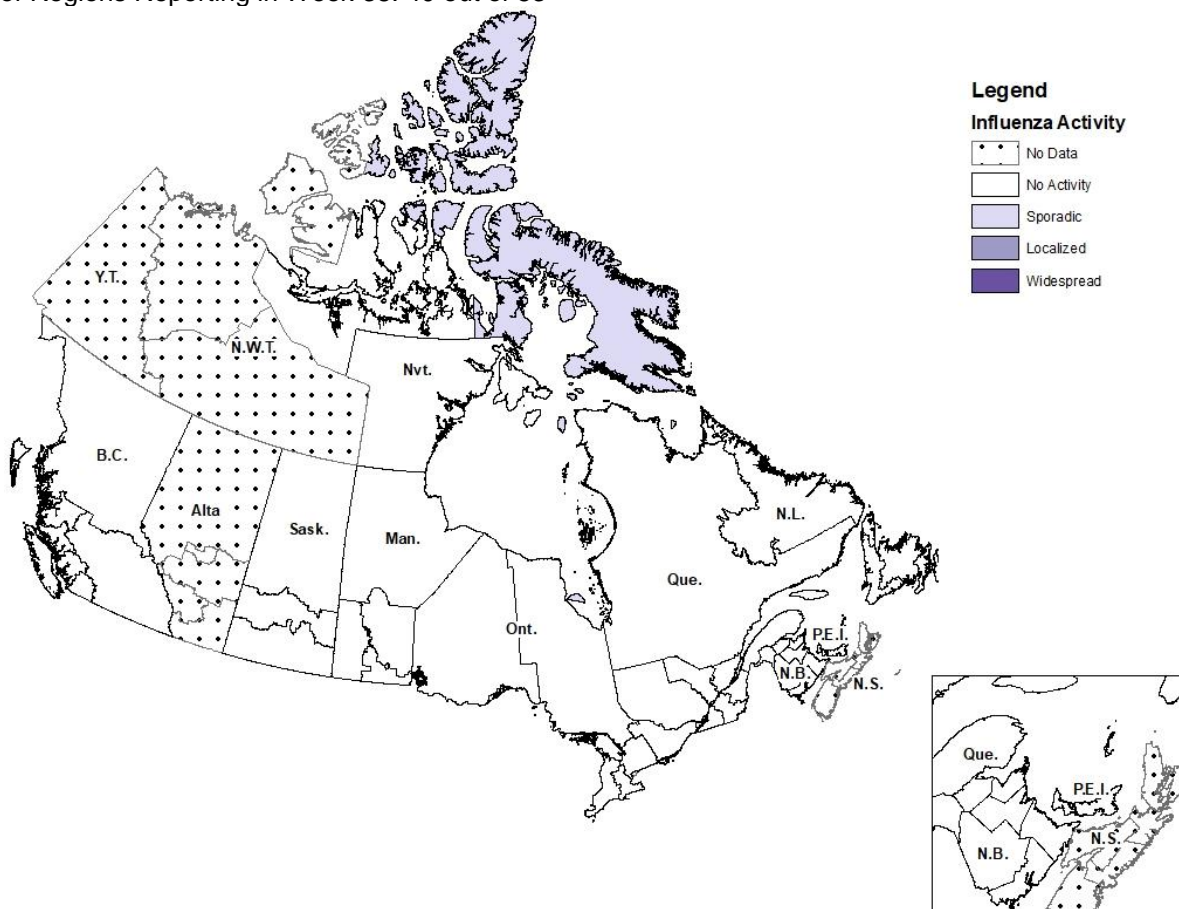 Legend
Influenza Activity
No Data
No Activity
Sporadic
Localized
Widespread
Y.T.
N.W.T.
Nvt.
B.C.
Alta
Sask.
Man.
N.L.
Que.
Ont.
P.E.I.
N.B.
N.S.
Que.
P.E.I.
N.S.
N.B.